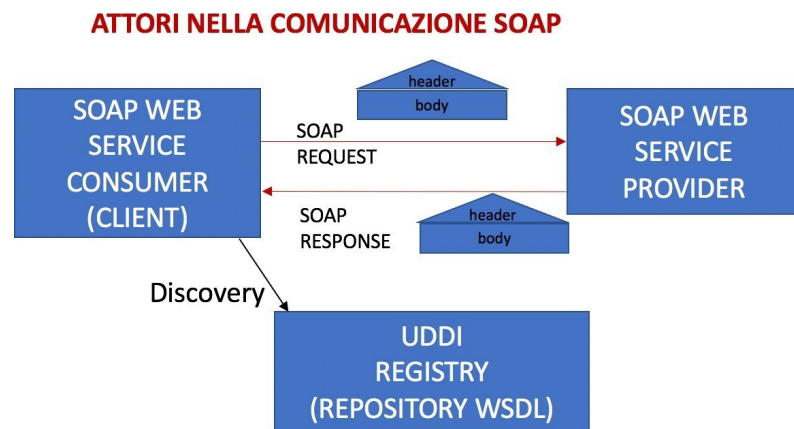 ATTORI NELLA COMUNICAZIONE SOAP
SOAP WEB
SERVICE
CONSUMER
(CLIENT)
header
body
SOAP
REQUEST
SOAP WEB
SERVICE
PROVIDER
SOAP
RESPONSE
header
body
Discovery
UDDI
REGISTRY
(REPOSITORY WSDL)